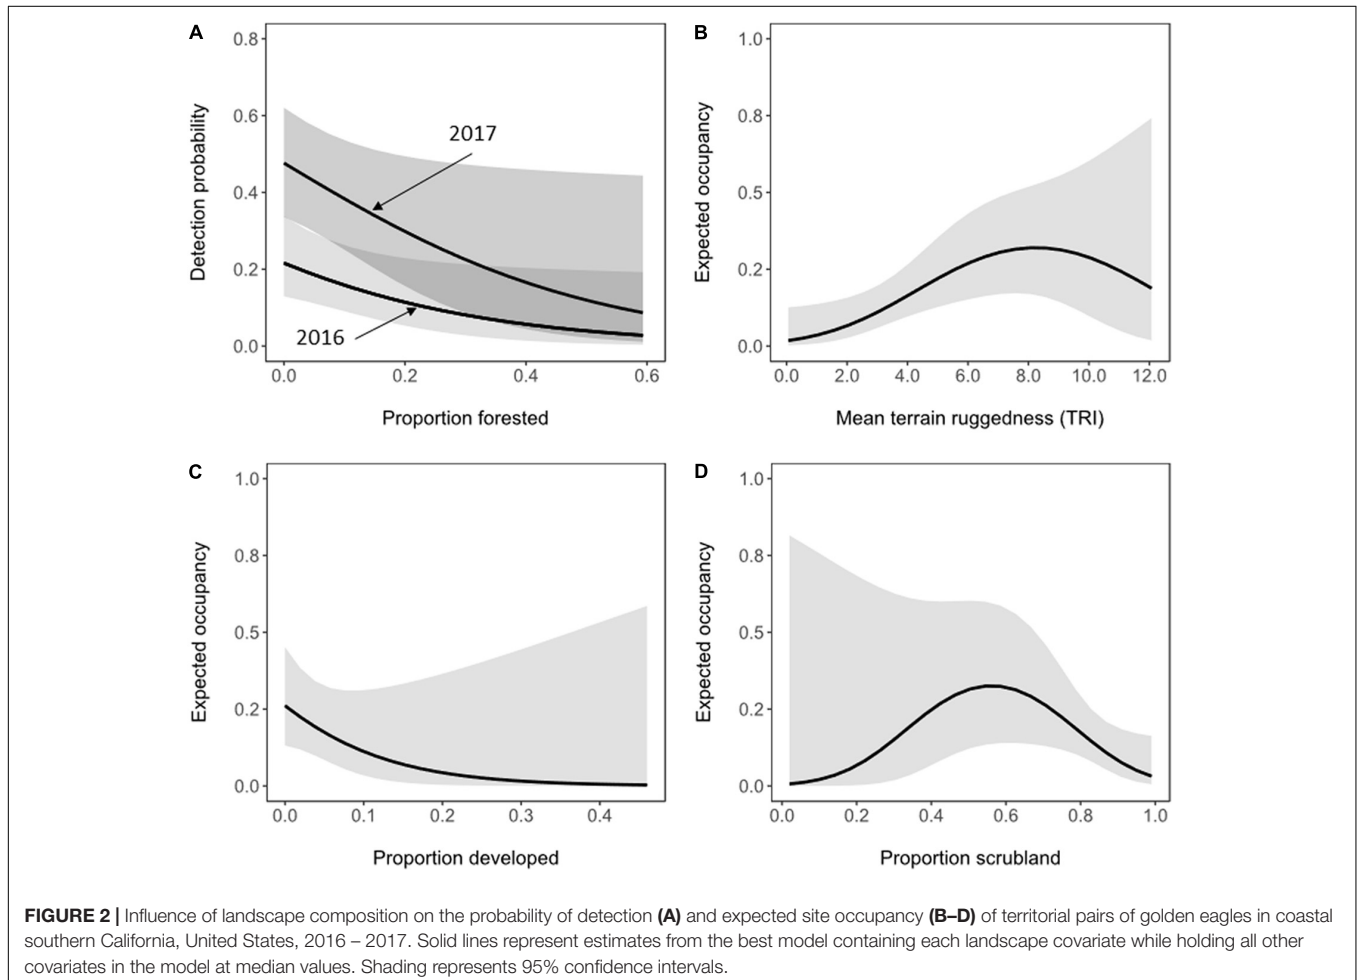 A
0.8
0.6
0.4
0.2
0.0
Detection probability
2017
2016
0.0 0.2 0.4 0.6
Proportion forested
B
1.0
0.8
0.5
0.2
0.0
Expected occupancy
0.0 2.0 4.0 6.0 8.0 10.0 12.0
Mean terrain ruggedness (TRI)
C
1.0
0.8
0.5
0.2
0.0
Expected occupancy
0.0 0.1 0.2 0.3 0.4
Proportion developed
D
1.0
0.8
0.5
0.2
0.0
Expected occupancy
0.0 0.2 0.4 0.6 0.8 1.0
Proportion scrubland
FIGURE 2 | Influence of landscape composition on the probability of detection (A) and expected site occupancy (B–D) of territorial pairs of golden eagles in coastal
southern California, United States, 2016 – 2017. Solid lines represent estimates from the best model containing each landscape covariate while holding all other
covariates in the model at median values. Shading represents 95% confidence intervals.